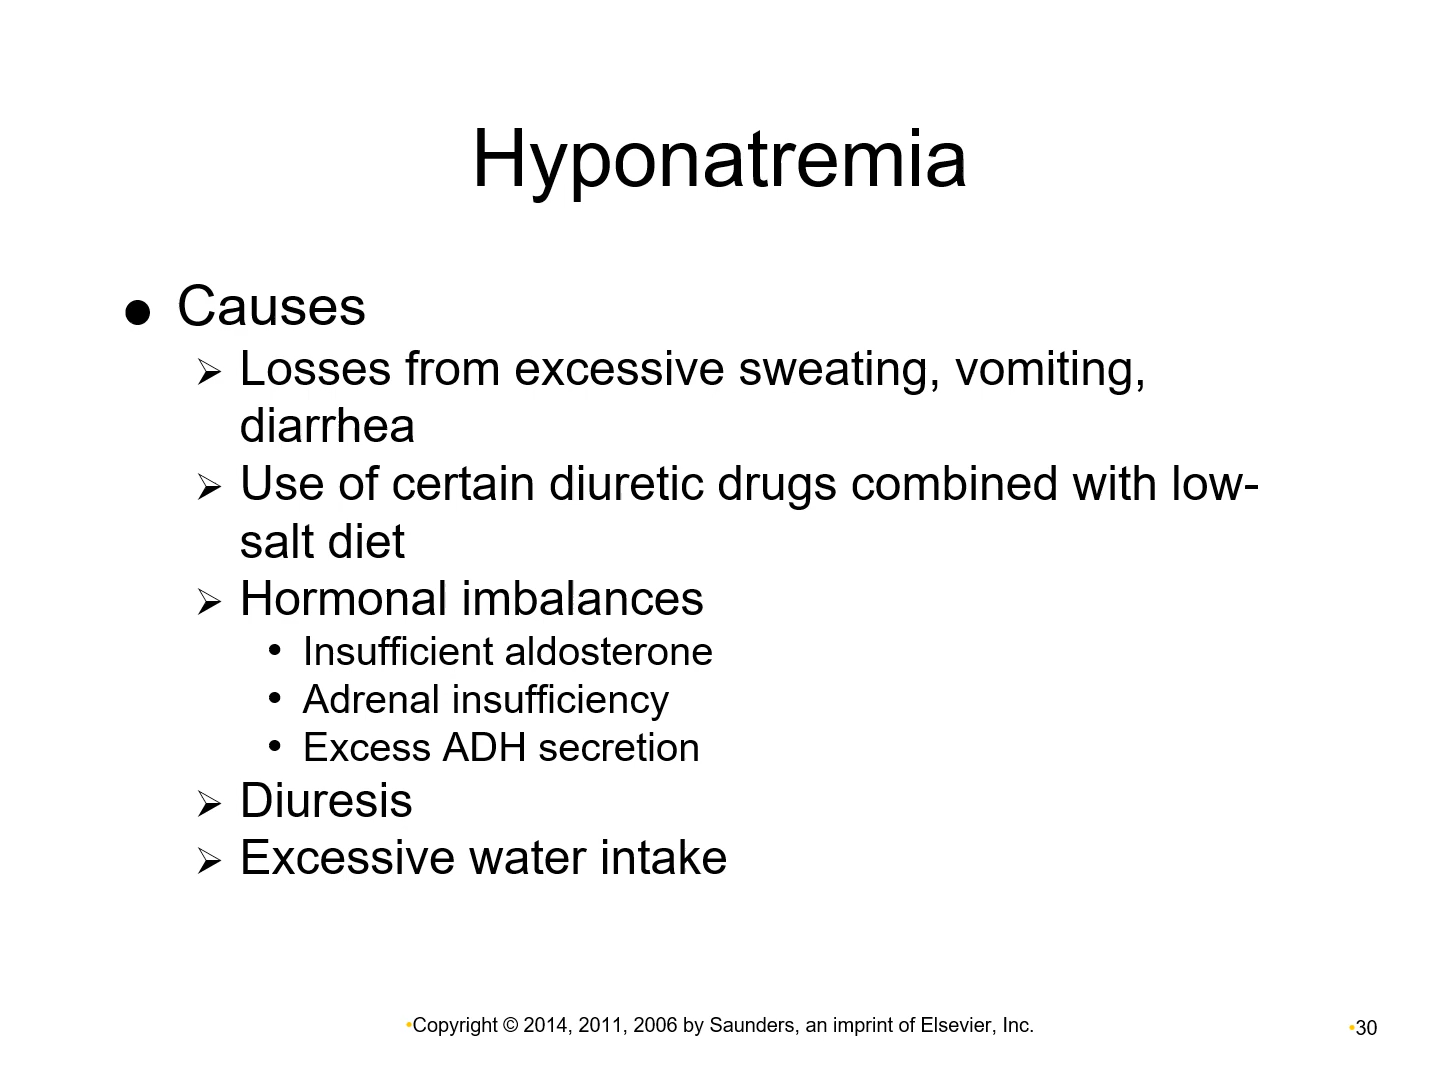 Hyponatremia
● Causes
➢ Losses from excessive sweating, vomiting,
diarrhea
➢ Use of certain diuretic drugs combined with low-
salt diet
➢ Hormonal imbalances
• Insufficient aldosterone
• Adrenal insufficiency
• Excess ADH secretion
➢ Diuresis
➢ Excessive water intake
•Copyright © 2014, 2011, 2006 by Saunders, an imprint of Elsevier, Inc.
•30